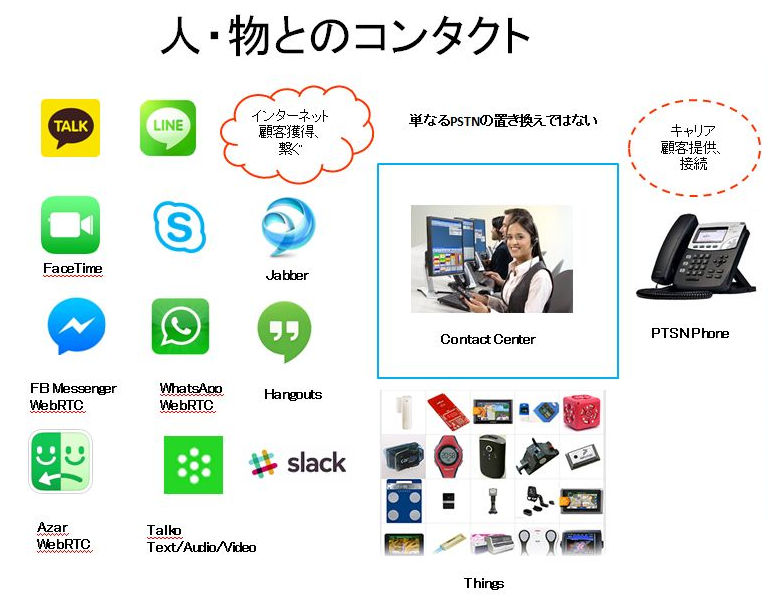 人・物とのコンタクト
TALK
LINE
インターネット
顧客獲得、
繋ぐ
単なるPSTNの置き換えではない
キャリア
顧客提供、
接続
FaceTime
Jabber
Contact Center
PTSN Phone
FB Messenger
WebRTC
WhatsApp
WebRTC
Hangouts
slack
Azar
WebRTC
Talko
Text/Audio/Video
Things